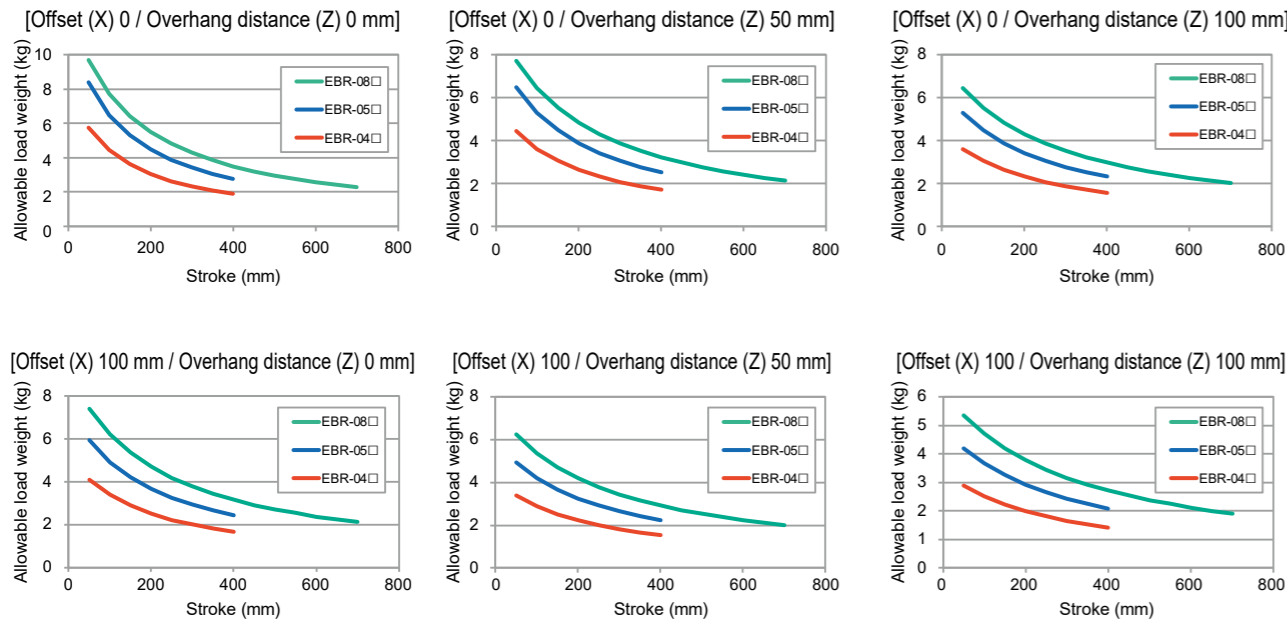 [Offset (X) 0 / Overhang distance (Z) 0 mm]
Allowable load weight (kg)
10
8
6
4
2
0
EBR-08□
EBR-05□
EBR-04□
0 200 400 600 800
Stroke (mm)
[Offset (X) 0 / Overhang distance (Z) 50 mm]
Allowable load weight (kg)
8
6
4
2
0
EBR-08□
EBR-05□
EBR-04□
0 200 400 600 800
Stroke (mm)
[Offset (X) 0 / Overhang distance (Z) 100 mm]
Allowable load weight (kg)
8
6
4
2
0
EBR-08□
EBR-05□
EBR-04□
0 200 400 600 800
Stroke (mm)
[Offset (X) 100 mm / Overhang distance (Z) 0 mm]
Allowable load weight (kg)
8
6
4
2
0
EBR-08□
EBR-05□
EBR-04□
0 200 400 600 800
Stroke (mm)
[Offset (X) 100 / Overhang distance (Z) 50 mm]
Allowable load weight (kg)
8
6
4
2
0
EBR-08□
EBR-05□
EBR-04□
0 200 400 600 800
Stroke (mm)
[Offset (X) 100 / Overhang distance (Z) 100 mm]
Allowable load weight (kg)
6
5
4
3
2
1
0
EBR-08□
EBR-05□
EBR-04□
0 200 400 600 800
Stroke (mm)